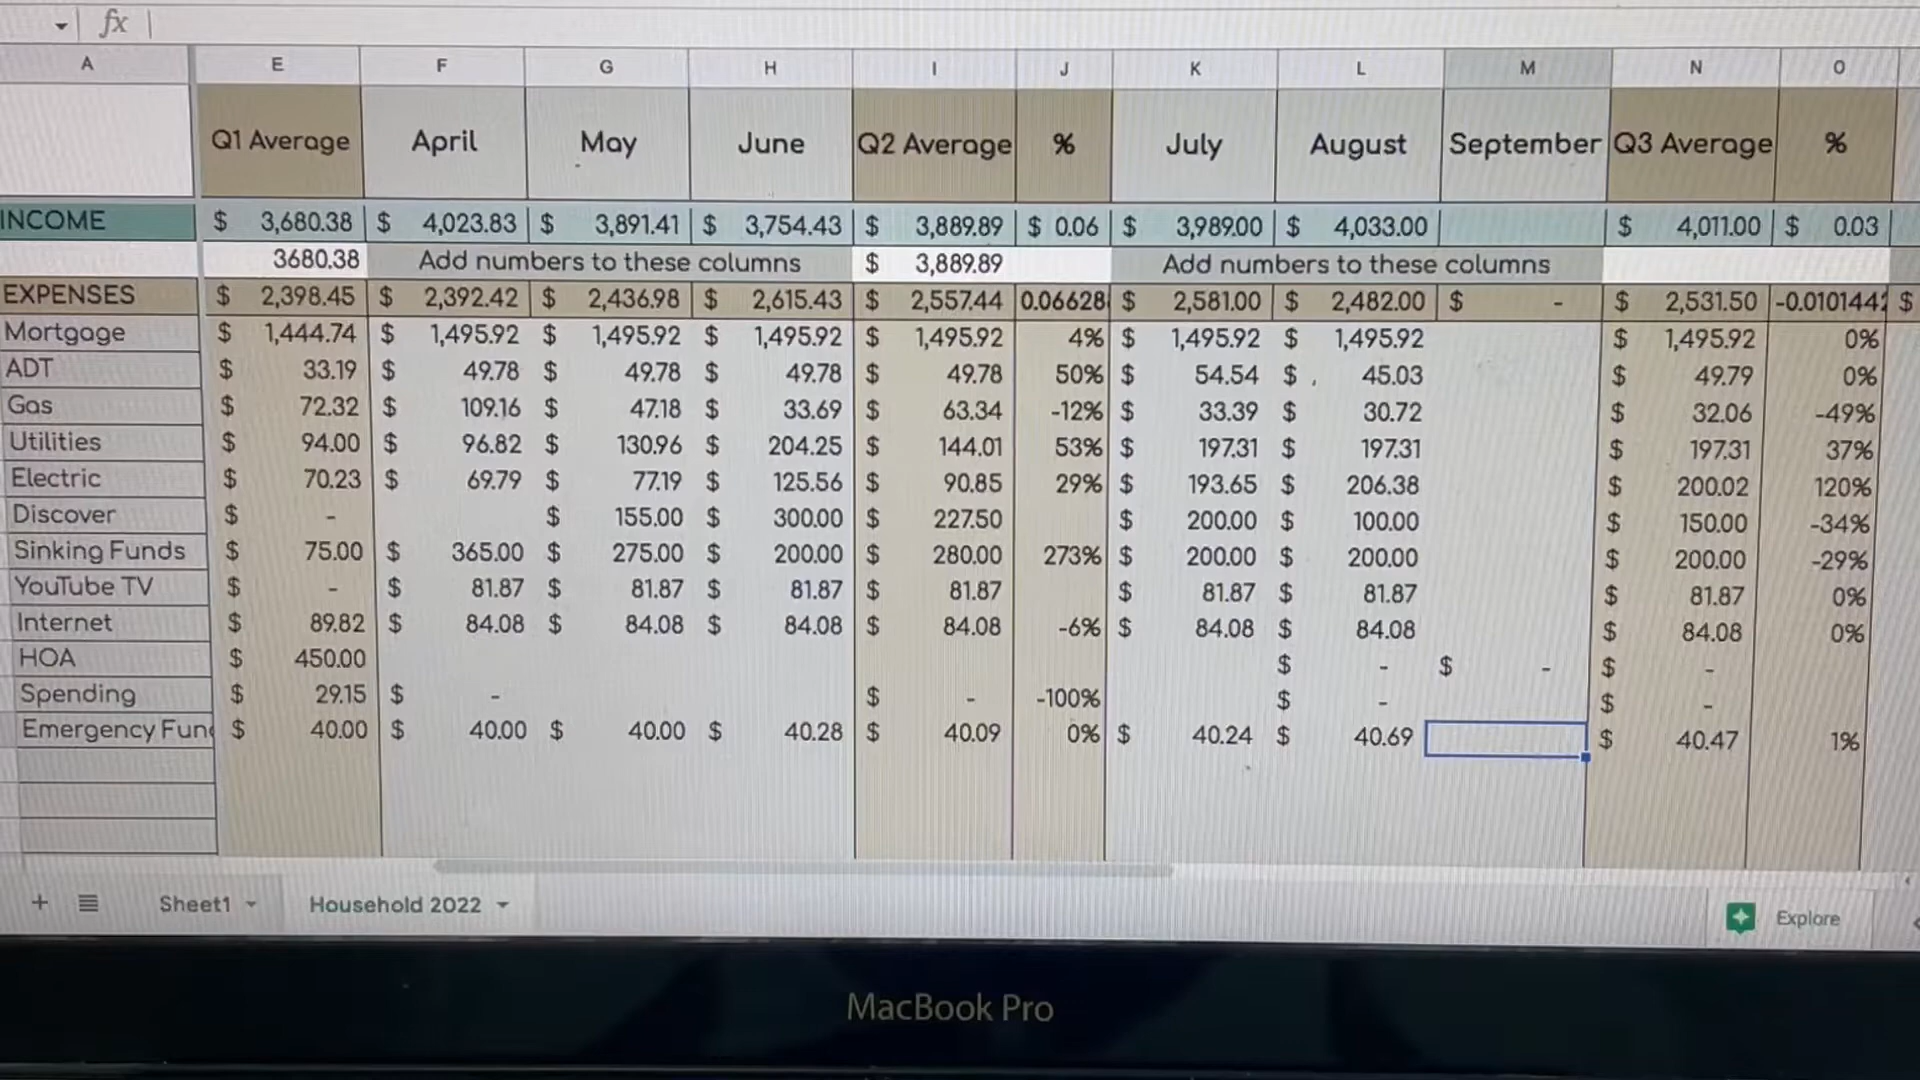 fx
A E F G H I J K L M N O
Q1 Average April May June Q2 Average % July August September Q3 Average %
INCOME $ 3,680.38 $ 4,023.83 $ 3,891.41 $ 3,754.43 $ 3,889.89 $ 0.06 $ 3,989.00 $ 4,033.00 $ 4,011.00 $ 0.03
3680.38 Add numbers to these columns $ 3,889.89 Add numbers to these columns
EXPENSES $ 2,398.45 $ 2,392.42 $ 2,436.98 $ 2,615.43 $ 2,557.44 0.06628 $ 2,581.00 $ 2,482.00 $ - $ 2,531.50 -0.0101442 $
Mortgage $ 1,444.74 $ 1,495.92 $ 1,495.92 $ 1,495.92 $ 1,495.92 4% $ 1,495.92 $ 1,495.92 $ 1,495.92 0%
ADT $ 33.19 $ 49.78 $ 49.78 $ 49.78 $ 49.78 50% $ 54.54 $ 45.03 $ 49.79 0%
Gas $ 72.32 $ 109.16 $ 47.18 $ 33.69 $ 63.34 -12% $ 33.39 $ 30.72 $ 32.06 -49%
Utilities $ 94.00 $ 96.82 $ 130.96 $ 204.25 $ 144.01 53% $ 197.31 $ 197.31 $ 197.31 37%
Electric $ 70.23 $ 69.79 $ 77.19 $ 125.56 $ 90.85 29% $ 193.65 $ 206.38 $ 200.02 120%
Discover $ - $ 155.00 $ 300.00 $ 227.50 $ 200.00 $ 100.00 $ 150.00 -34%
Sinking Funds $ 75.00 $ 365.00 $ 275.00 $ 200.00 $ 280.00 273% $ 200.00 $ 200.00 $ 200.00 -29%
YouTube TV $ - $ 81.87 $ 81.87 $ 81.87 $ 81.87 $ 81.87 $ 81.87 $ 81.87 0%
Internet $ 89.82 $ 84.08 $ 84.08 $ 84.08 $ 84.08 -6% $ 84.08 $ 84.08 $ 84.08 0%
HOA $ 450.00 $ - $ - $ -
Spending $ 29.15 $ - $ - -100% $ - $ -
Emergency Fun $ 40.00 $ 40.00 $ 40.00 $ 40.28 $ 40.09 0% $ 40.24 $ 40.69 $ 40.47 1%
+ Sheet1 Household 2022 Explore
MacBook Pro